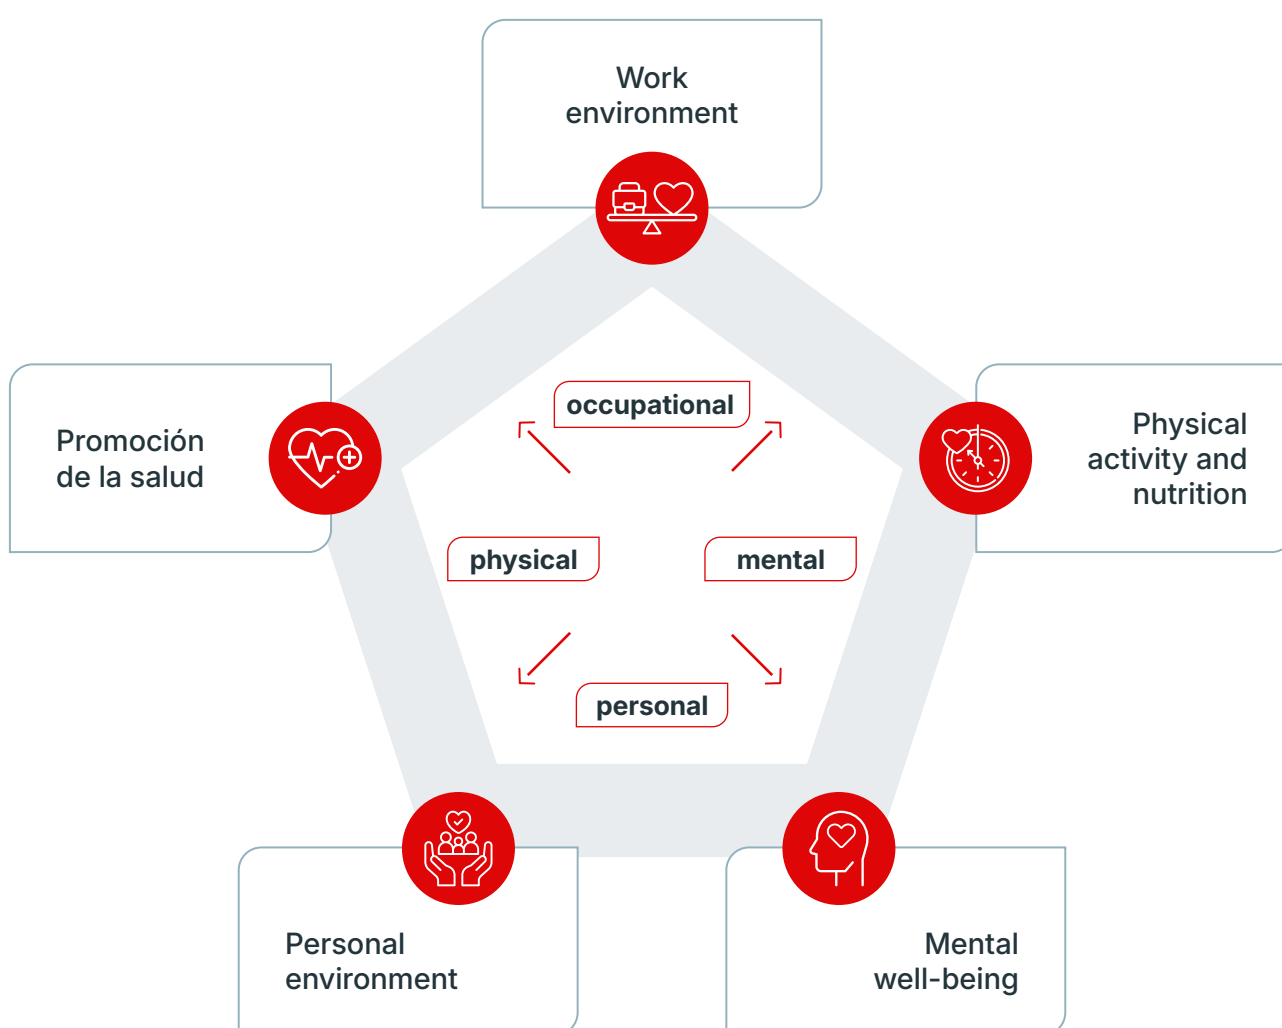 Work
environment
Promoción
de la salud
Physical
activity and
nutrition
occupational
physical
mental
personal
Personal
environment
Mental
well-being